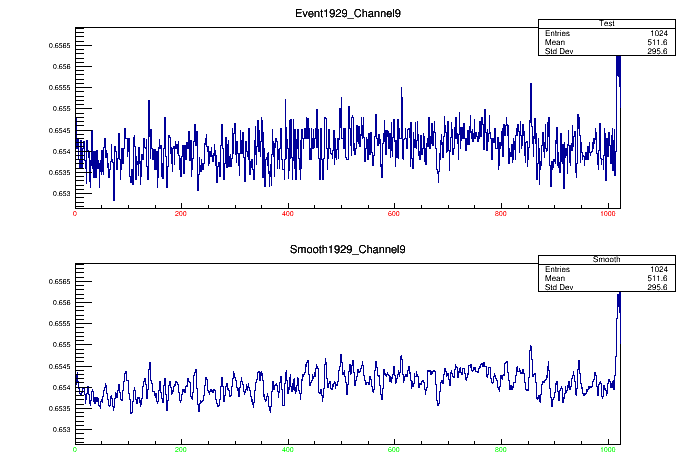 Event1929_Channel9
Test
Entries 1024
Mean 511.6
Std Dev 295.6
0.6565
0.656
0.6555
0.655
0.6545
0.654
0.6535
0.653
0 200 400 600 800 1000
Smooth1929_Channel9
Smooth
Entries 1024
Mean 511.6
Std Dev 295.6
0.6565
0.656
0.6555
0.655
0.6545
0.654
0.6535
0.653
0 200 400 600 800 1000